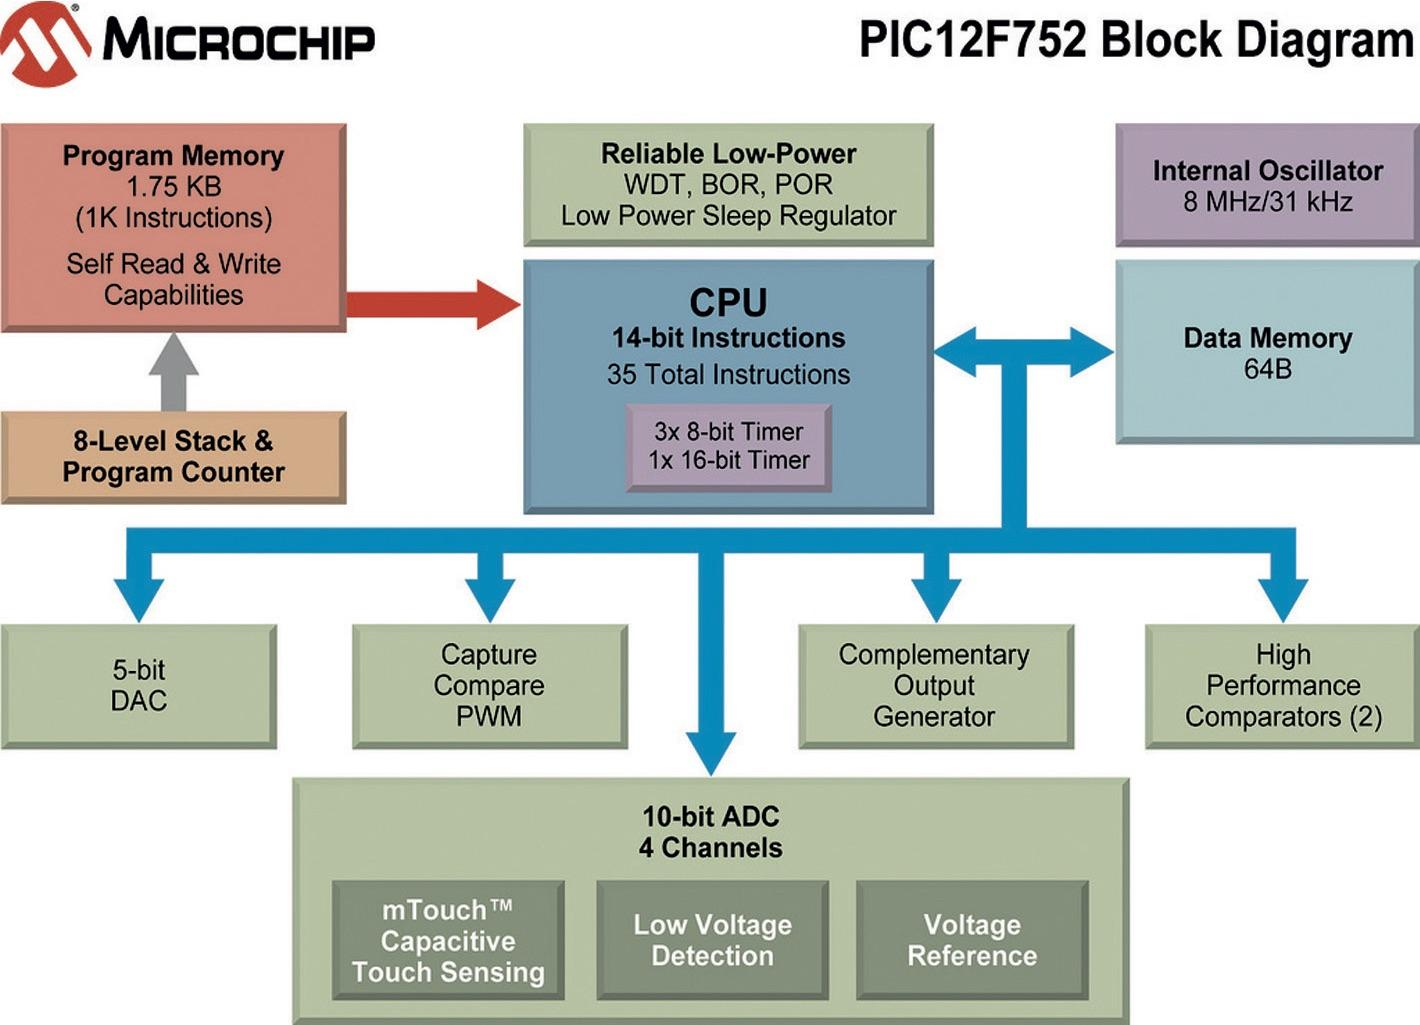 MICROCHIP
PIC12F752 Block Diagram
Program Memory
1.75 KB
(1K Instructions)
Self Read & Write
Capabilities
Reliable Low-Power
WDT, BOR, POR
Low Power Sleep Regulator
Internal Oscillator
8 MHz/31 kHz
CPU
14-bit Instructions
35 Total Instructions
3x 8-bit Timer
1x 16-bit Timer
Data Memory
64B
8-Level Stack &
Program Counter
5-bit
DAC
Capture
Compare
PWM
Complementary
Output
Generator
High
Performance
Comparators (2)
10-bit ADC
4 Channels
mTouch™
Capacitive
Touch Sensing
Low Voltage
Detection
Voltage
Reference